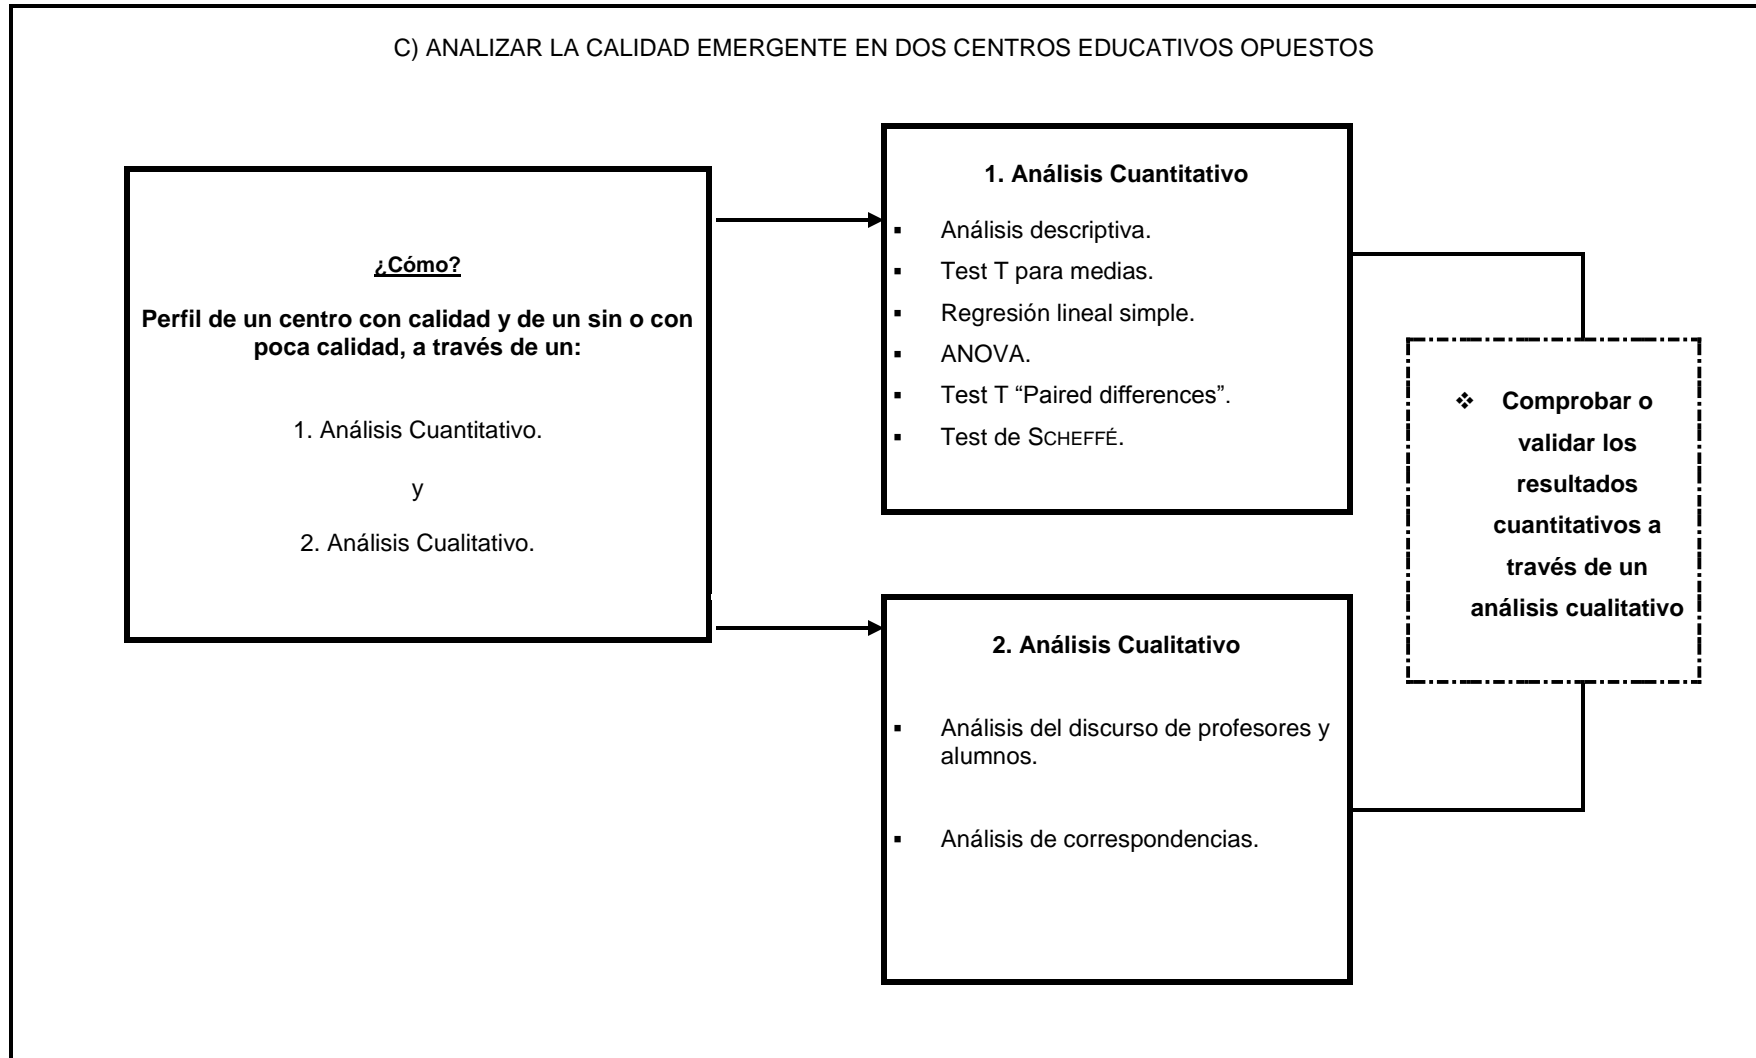 C) ANALIZAR LA CALIDAD EMERGENTE EN DOS CENTROS EDUCATIVOS OPUESTOS
¿Cómo?
Perfil de un centro con calidad y de un sin o con
poca calidad, a través de un:
1. Análisis Cuantitativo.
y
2. Análisis Cualitativo.
1. Análisis Cuantitativo
▪ Análisis descriptiva.
▪ Test T para medias.
▪ Regresión lineal simple.
▪ ANOVA.
▪ Test T “Paired differences”.
▪ Test de SCHEFFÉ.
2. Análisis Cualitativo
▪ Análisis del discurso de profesores y
alumnos.
▪ Análisis de correspondencias.
❖ Comprobar o
validar los
resultados
cuantitativos a
través de un
análisis cualitativo